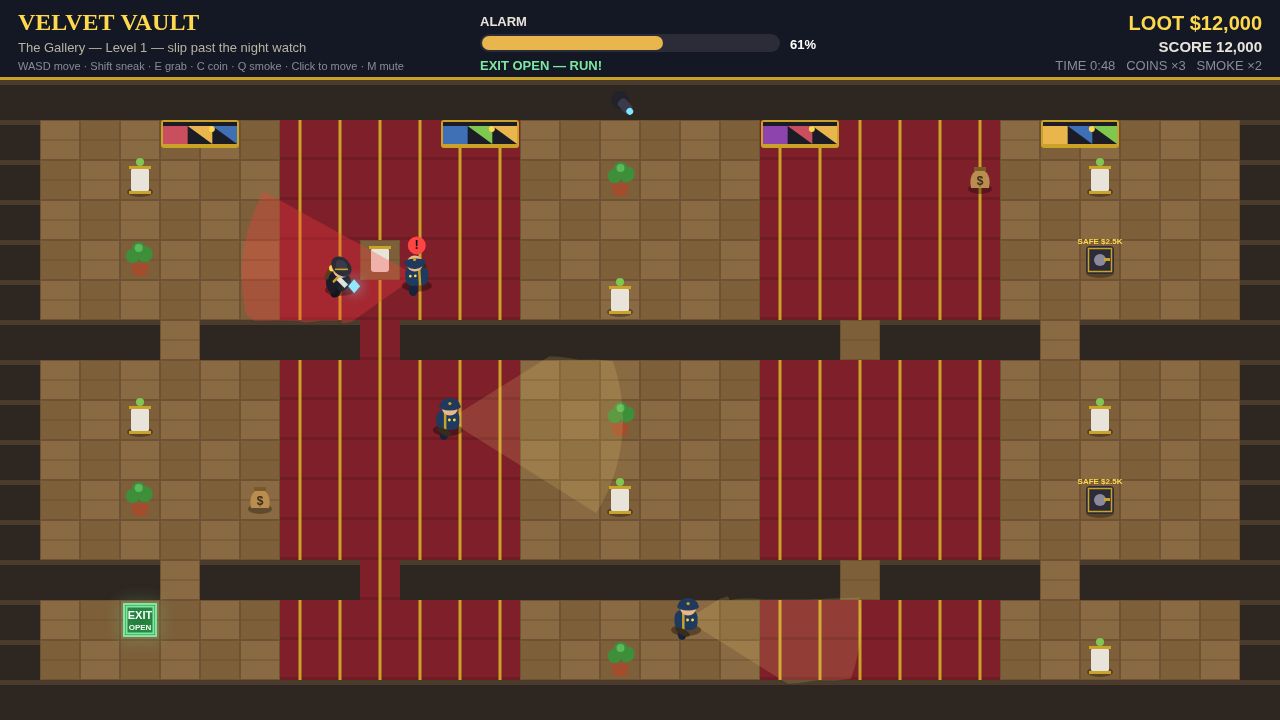 VELVET VAULT
The Gallery — Level 1 — slip past the night watch
WASD move · Shift sneak · E grab · C coin · Q smoke · Click to move · M mute
ALARM
61%
EXIT OPEN — RUN!
LOOT $12,000
SCORE 12,000
TIME 0:48 COINS ×3 SMOKE ×2
!
$
SAFE $2.5K
$
SAFE $2.5K
EXIT
OPEN